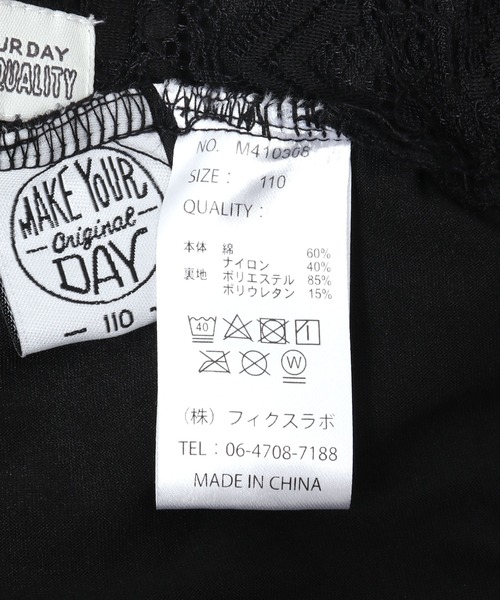 URDAY
QUALITY
MAKE YOUR
Original
DAY
110
NO. M410308
SIZE : 110
QUALITY :
本体 綿 60%
ナイロン 40%
裏地 ポリエステル 85%
ポリウレタン 15%
40
W
(株) フィクスラボ
TEL : 06-4708-7188
MADE IN CHINA